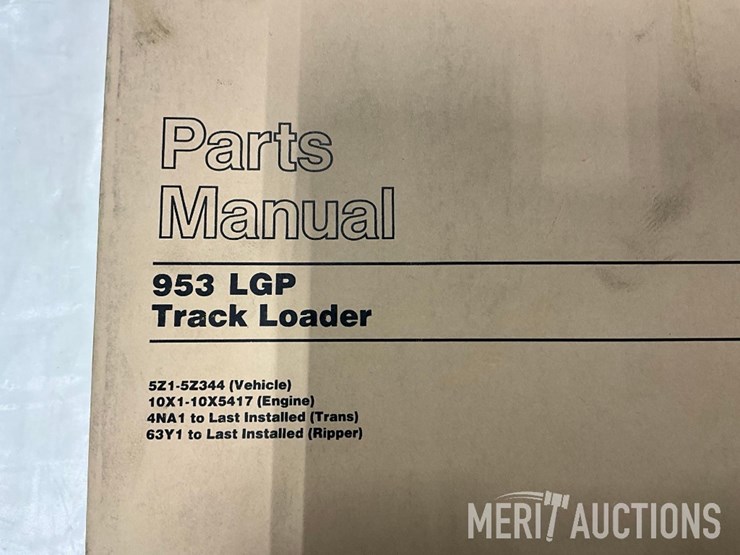 Parts
Manual
953 LGP
Track Loader
5Z1-5Z344 (Vehicle)
10X1-10X5417 (Engine)
4NA1 to Last Installed (Trans)
63Y1 to Last Installed (Ripper)
MERIT AUCTIONS